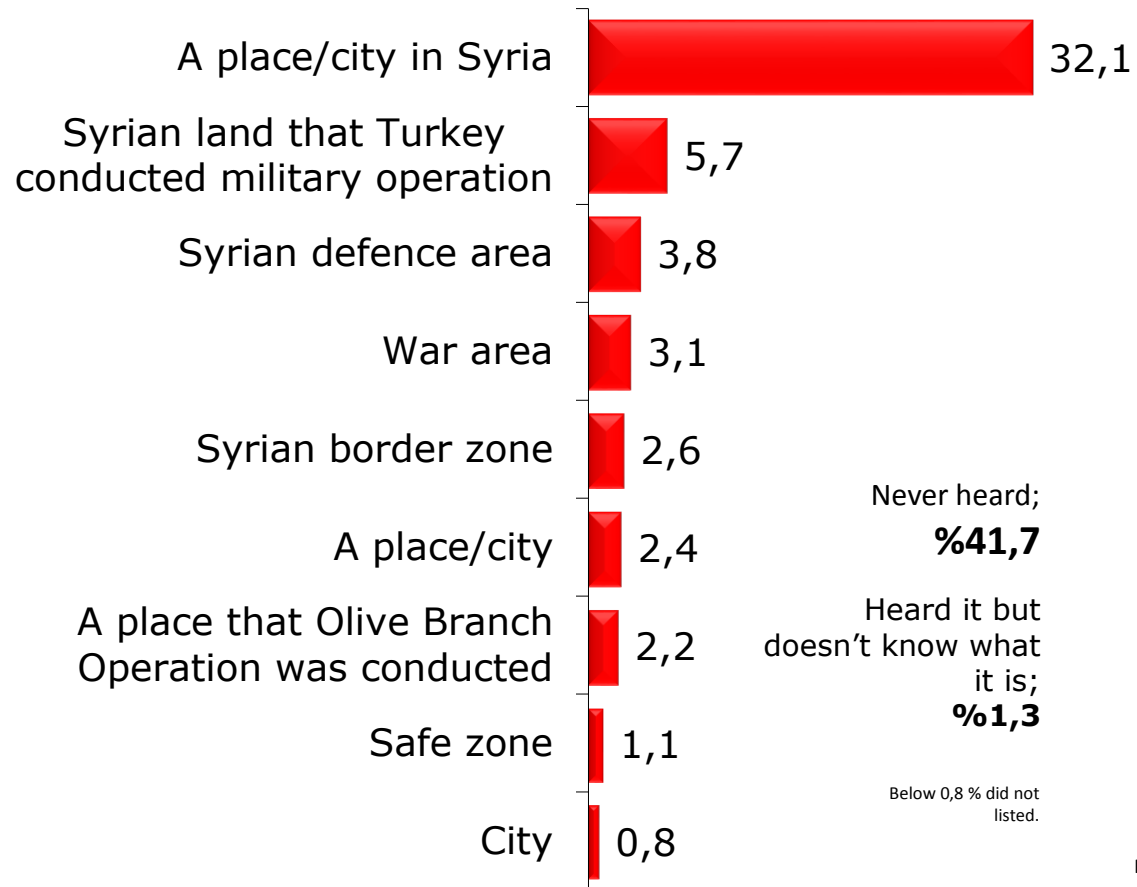 A place/city in Syria
32,1
Syrian land that Turkey
conducted military operation
5,7
Syrian defence area
3,8
War area
3,1
Syrian border zone
2,6
A place/city
2,4
A place that Olive Branch
Operation was conducted
2,2
Safe zone
1,1
City
0,8
Never heard;
%41,7
Heard it but
doesn’t know what
it is;
%1,3
Below 0,8 % did not
listed.